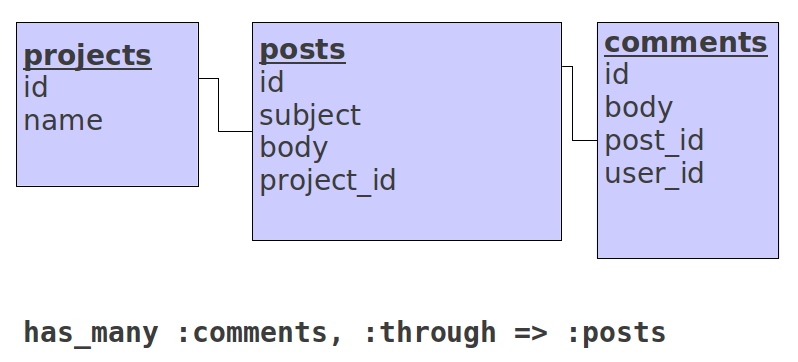 projects
id
name
posts
id
subject
body
project_id
comments
id
body
post_id
user_id
has_many :comments, :through => :posts